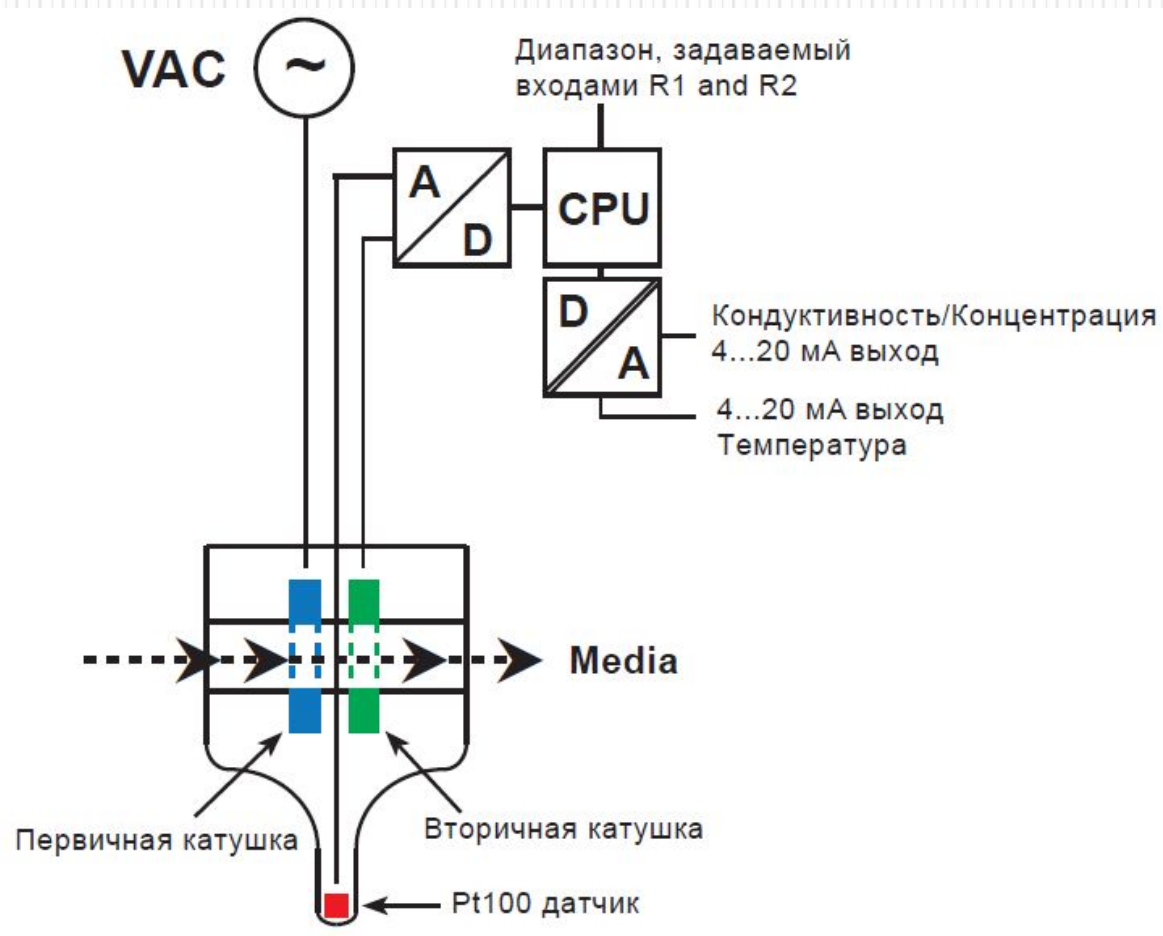 VAC
~
Диапазон, задаваемый
входами R1 and R2
A
D
CPU
D
A
Кондуктивность/Концентрация
4...20 мА выход
4...20 мА выход
Температура
Media
Первичная катушка
Вторичная катушка
Pt100 датчик